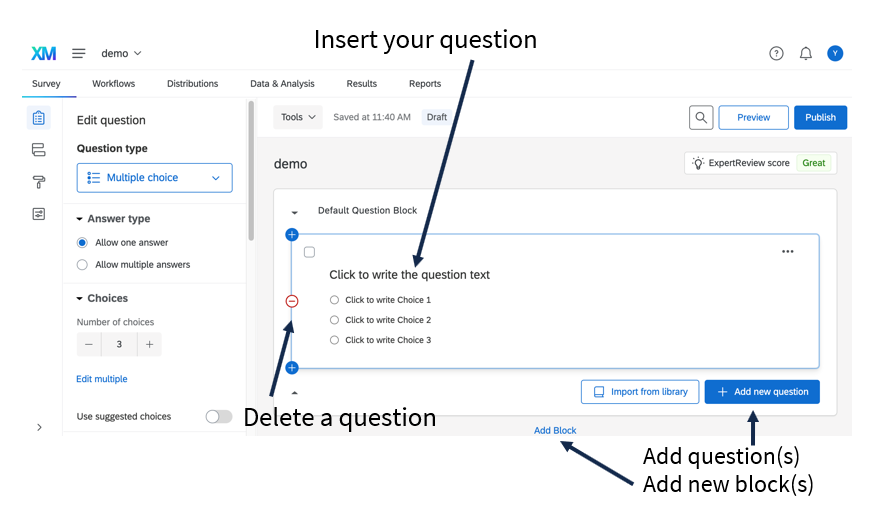 Insert your question
XM
demo
?
Y
Survey
Workflows
Distributions
Data & Analysis
Results
Reports
Edit question
Tools
Saved at 11:40 AM
Draft
Preview
Publish
Question type
Multiple choice
demo
ExpertReview score
Great
Answer type
Allow one answer
Allow multiple answers
Default Question Block
Click to write the question text
Click to write Choice 1
Click to write Choice 2
Click to write Choice 3
Choices
Number of choices
3
Edit multiple
Import from library
Add new question
Use suggested choices
Delete a question
Add Block
Add question(s)
Add new block(s)